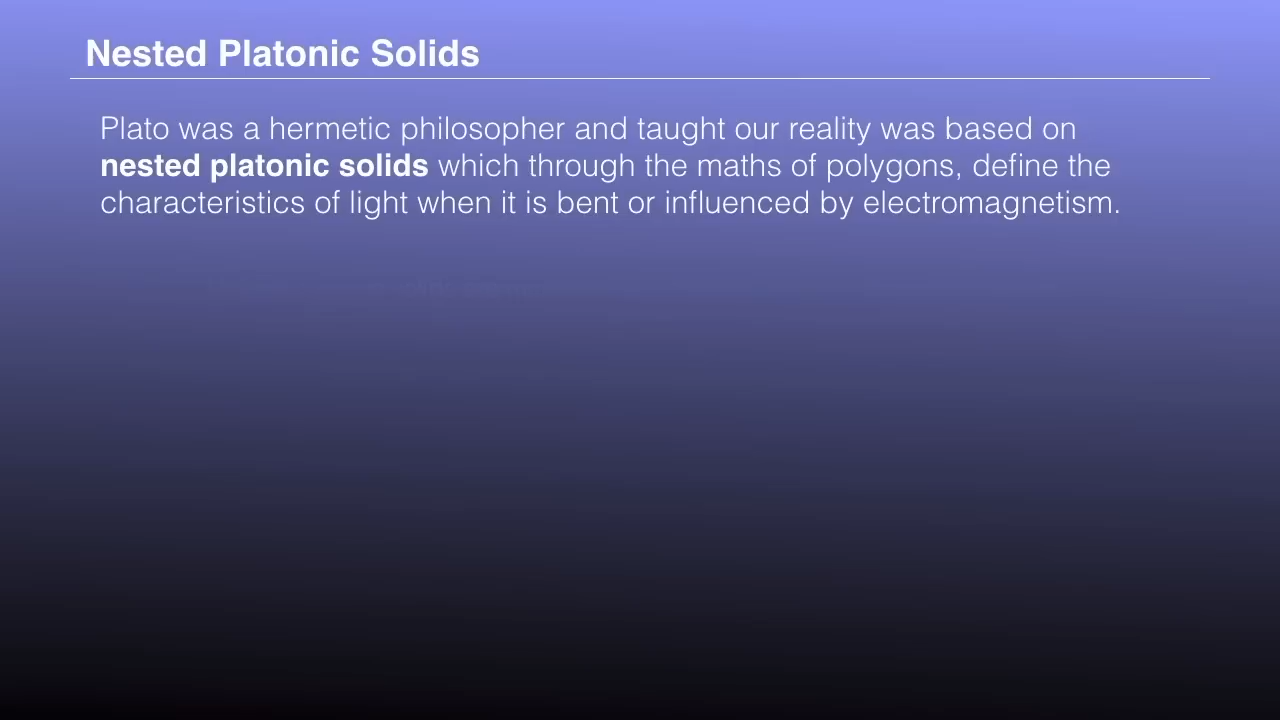 Nested Platonic Solids
Plato was a hermetic philosopher and taught our reality was based on
nested platonic solids which through the maths of polygons, define the
characteristics of light when it is bent or influenced by electromagnetism.